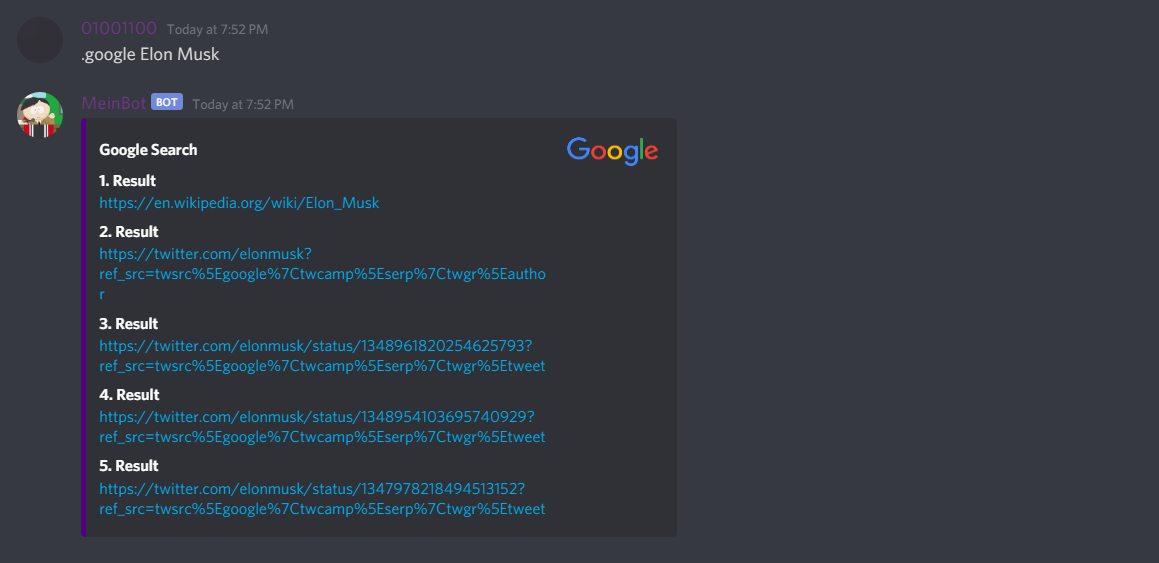 01001100 Today at 7:52 PM
.google Elon Musk
MeinBot BOT Today at 7:52 PM
Google Search Google
1. Result
https://en.wikipedia.org/wiki/Elon_Musk
2. Result
https://twitter.com/elonmusk?
ref_src=twsrc%5Egoogle%7Ctwcamp%5Eserp%7Ctwgr%5Eautho
r
3. Result
https://twitter.com/elonmusk/status/1348961820254625793?
ref_src=twsrc%5Egoogle%7Ctwcamp%5Eserp%7Ctwgr%5Etweet
4. Result
https://twitter.com/elonmusk/status/1348954103695740929?
ref_src=twsrc%5Egoogle%7Ctwcamp%5Eserp%7Ctwgr%5Etweet
5. Result
https://twitter.com/elonmusk/status/1347978218494513152?
ref_src=twsrc%5Egoogle%7Ctwcamp%5Eserp%7Ctwgr%5Etweet